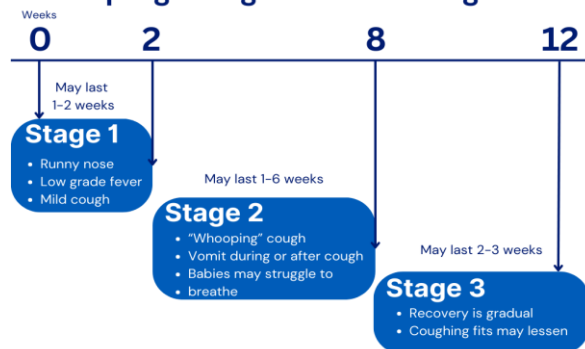 Weeks
0 2 8 12
May last
1-2 weeks
Stage 1
• Runny nose
• Low grade fever
• Mild cough
May last 1-6 weeks
Stage 2
• “Whooping” cough
• Vomit during or after cough
• Babies may struggle to
• breathe
May last 2-3 weeks
Stage 3
• Recovery is gradual
• Coughing fits may lessen